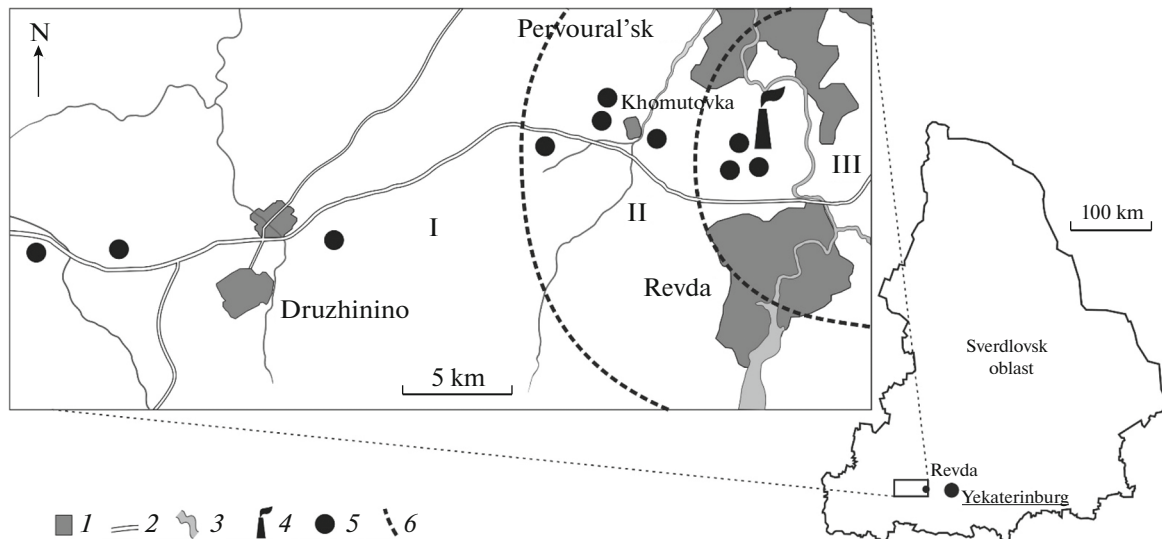 N
Pervoural'sk
Khomutovka
III
II
I
Revda
Druzhinino
5 km
100 km
Sverdlovsk
oblast
Revda
Yekaterinburg
1 2 3 4 5 6